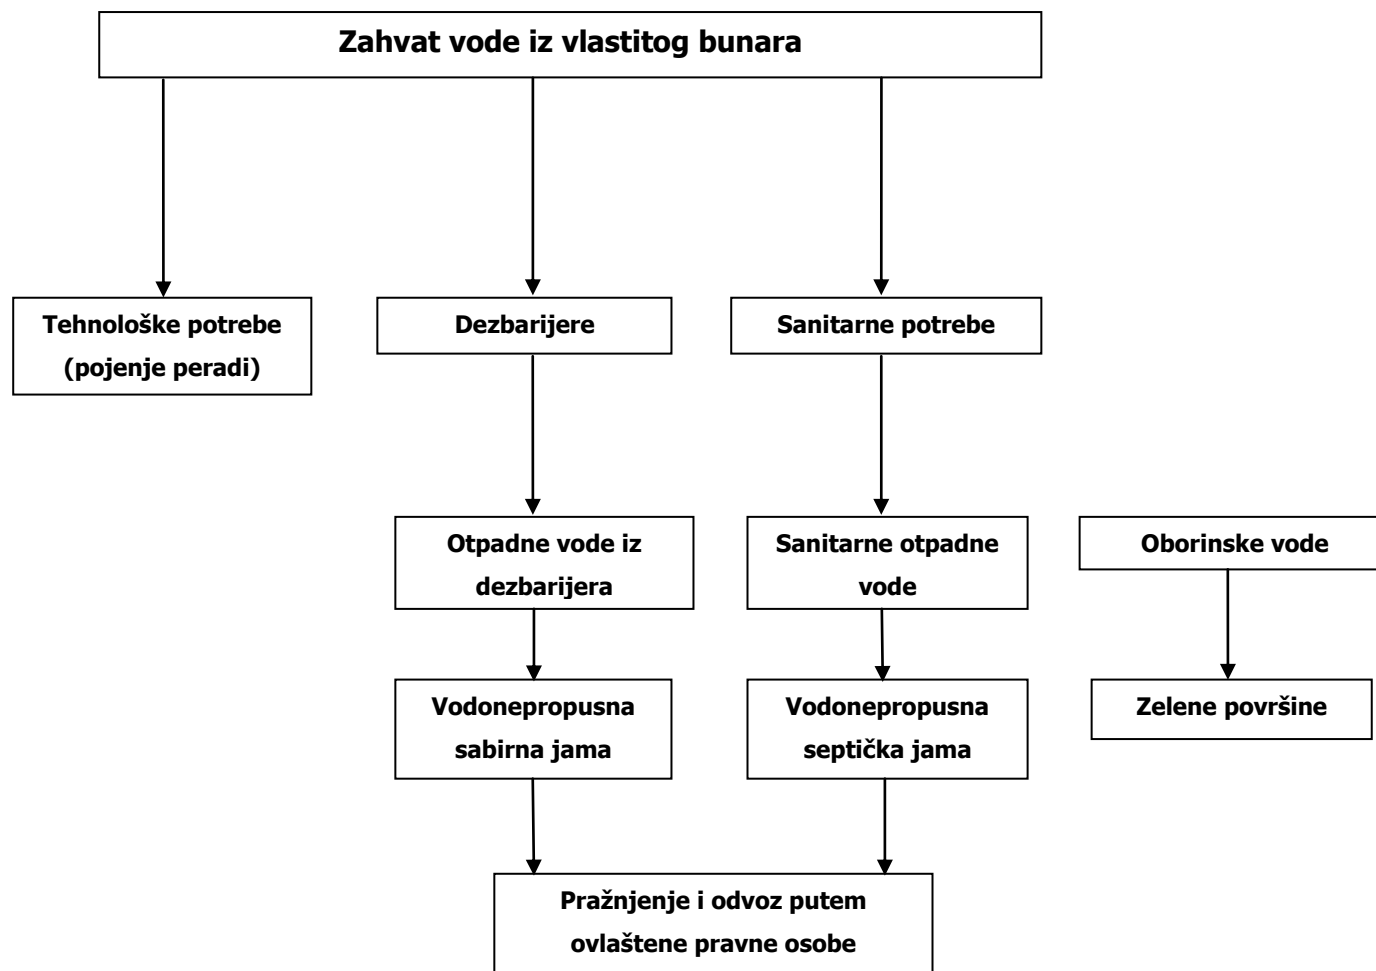 Zahvat vode iz vlastitog bunara
Tehnološke potrebe
(pojenje peradi)
Dezbarijere
Sanitarne potrebe
Otpadne vode iz
dezbarijera
Sanitarne otpadne
vode
Oborinske vode
Vodonepropusna
sabirna jama
Vodonepropusna
septička jama
Zelene površine
Pražnjenje i odvoz putem
ovlaštene pravne osobe